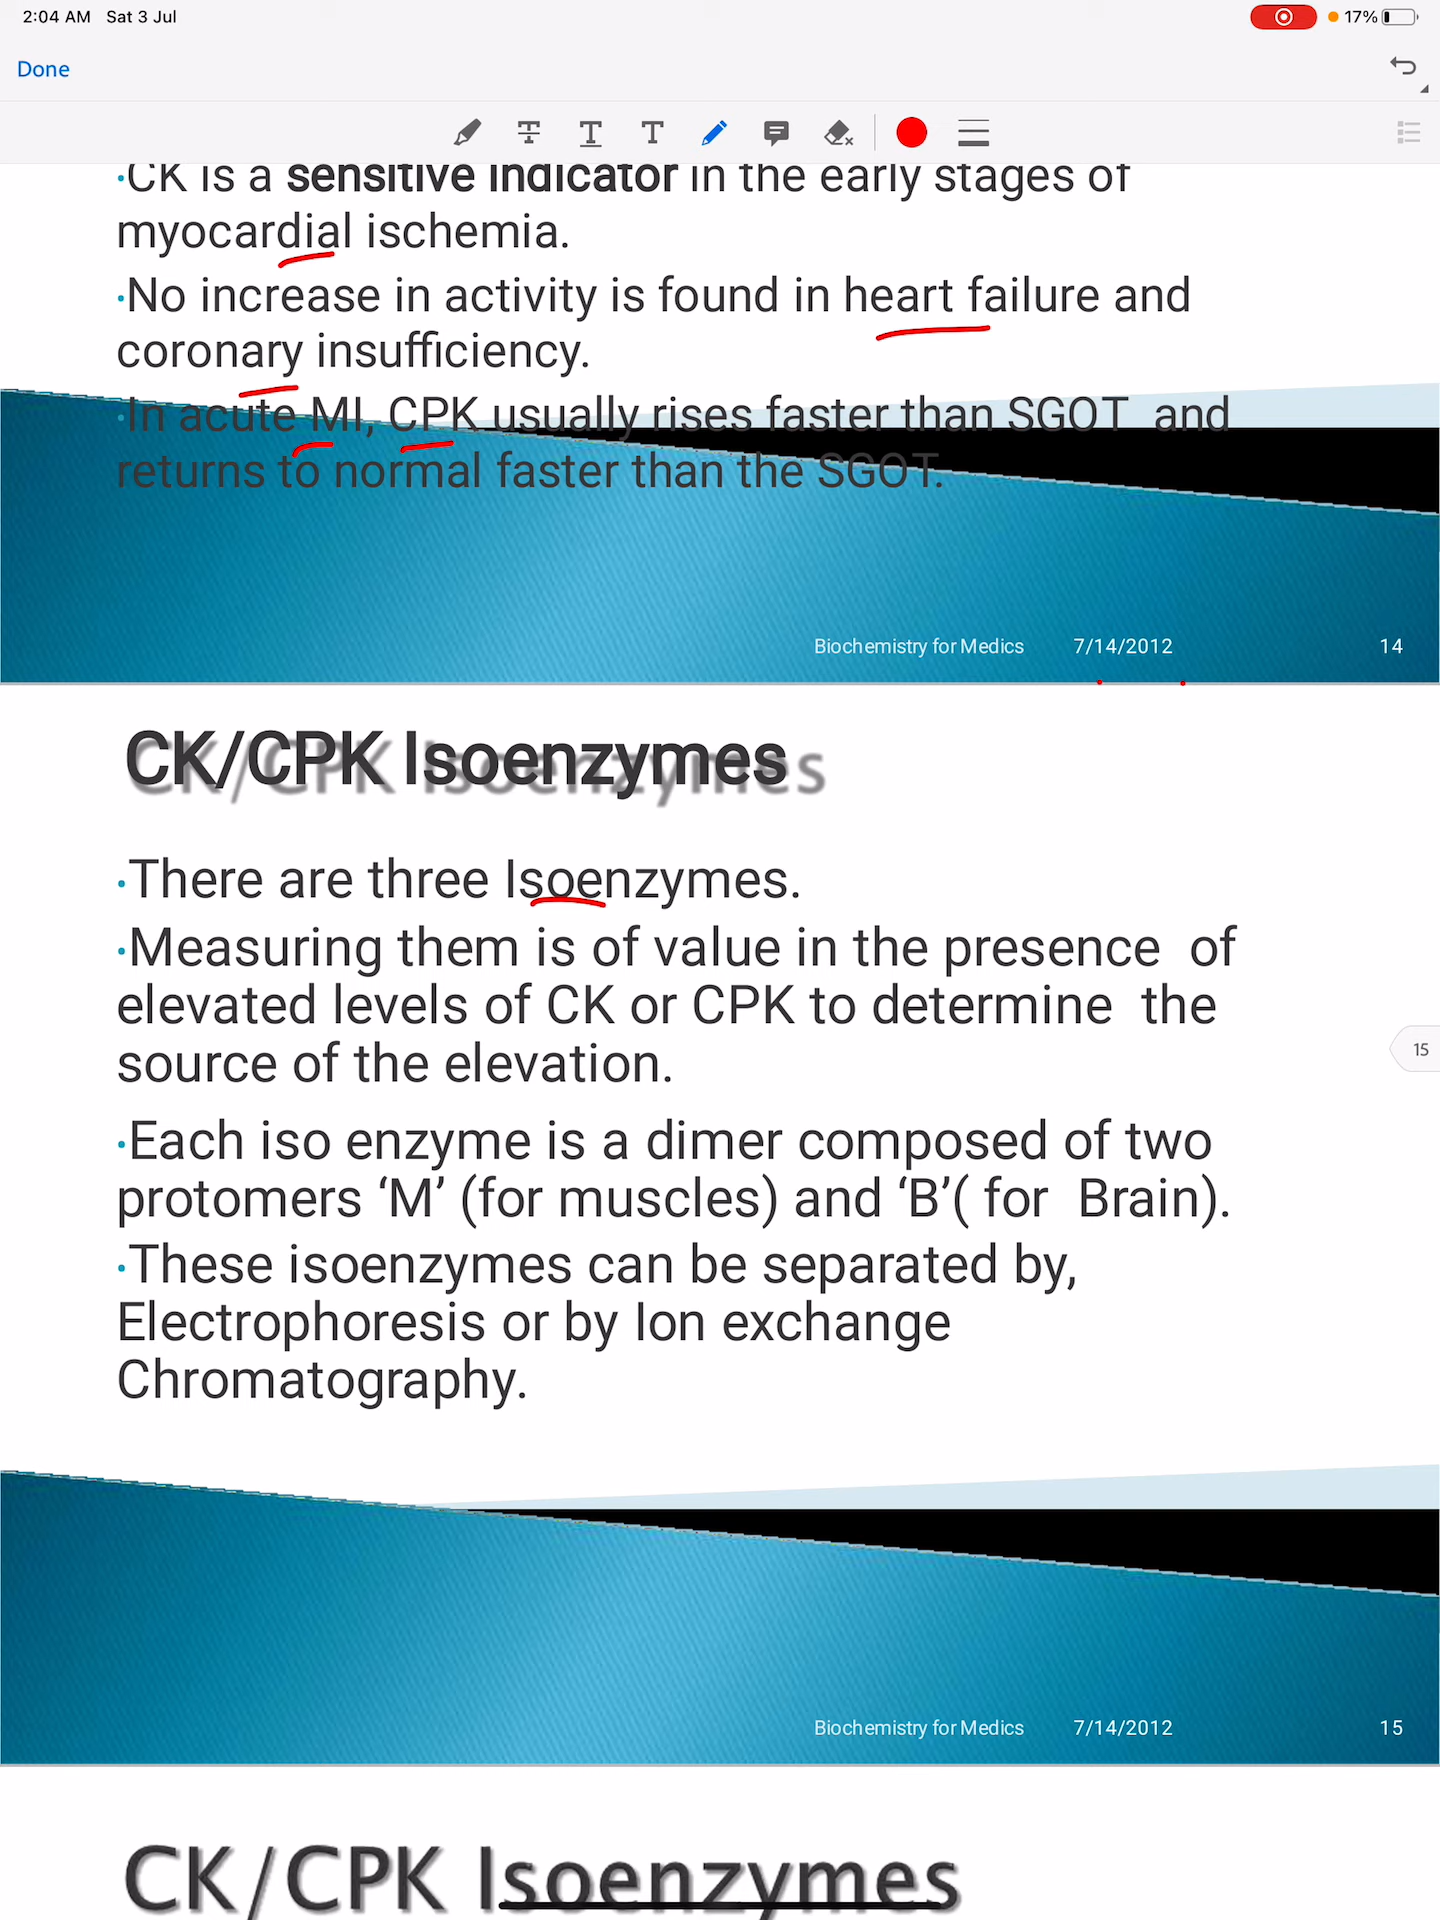 2:04 AM Sat 3 Jul
17%
Done
•CK is a sensitive indicator in the early stages of
myocardial ischemia.
•No increase in activity is found in heart failure and
coronary insufficiency.
•In acute MI, CPK usually rises faster than SGOT and
returns to normal faster than the SGOT.
Biochemistry for Medics 7/14/2012 14
CK/CPK Isoenzymes
•There are three Isoenzymes.
•Measuring them is of value in the presence of
elevated levels of CK or CPK to determine the
source of the elevation.
15
•Each iso enzyme is a dimer composed of two
protomers ‘M’ (for muscles) and ‘B’( for Brain).
•These isoenzymes can be separated by,
Electrophoresis or by Ion exchange
Chromatography.
Biochemistry for Medics 7/14/2012 15
CK/CPK Isoenzymes